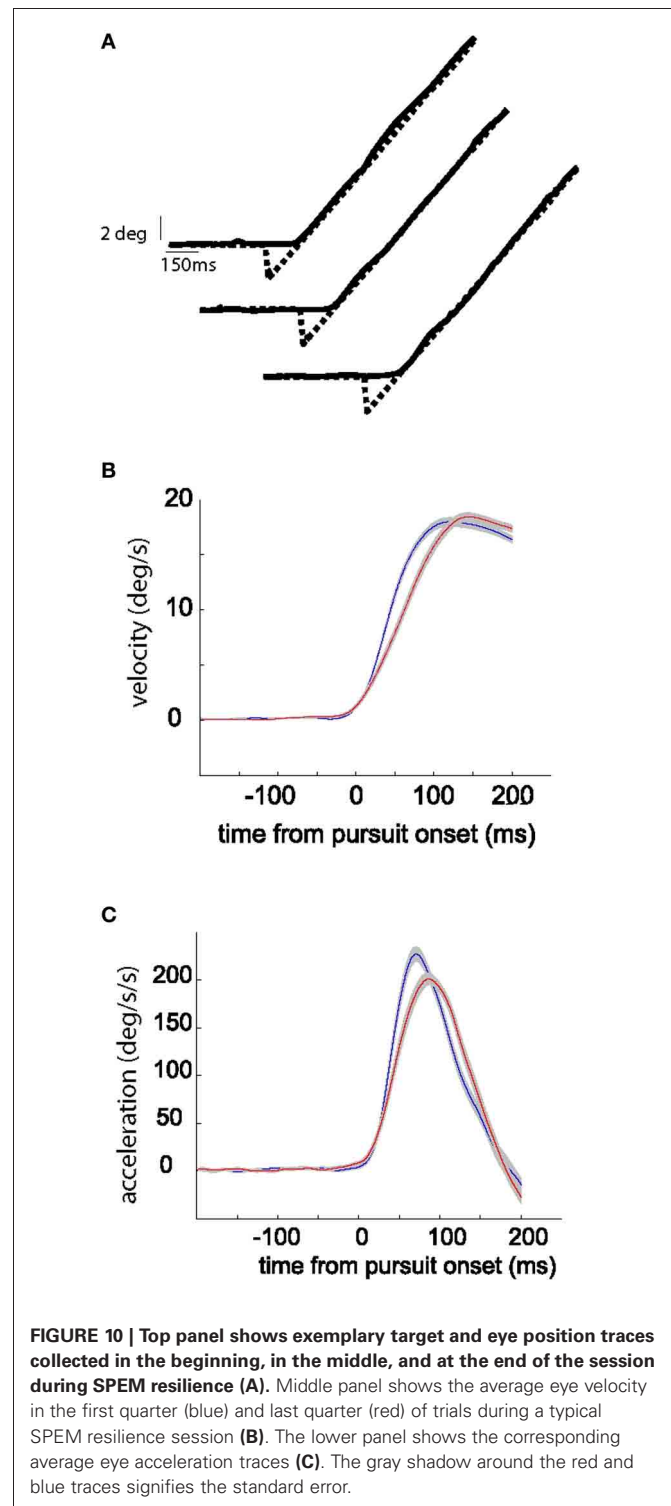 A
2 deg
150ms
B
20
10
0
velocity (deg/s)
-100 0 100 200
time from pursuit onset (ms)
C
200
150
100
50
0
acceleration (deg/s/s)
-100 0 100 200
time from pursuit onset (ms)
FIGURE 10 | Top panel shows exemplary target and eye position traces
collected in the beginning, in the middle, and at the end of the session
during SPEM resilience (A). Middle panel shows the average eye velocity
in the first quarter (blue) and last quarter (red) of trials during a typical
SPEM resilience session (B). The lower panel shows the corresponding
average eye acceleration traces (C). The gray shadow around the red and
blue traces signifies the standard error.